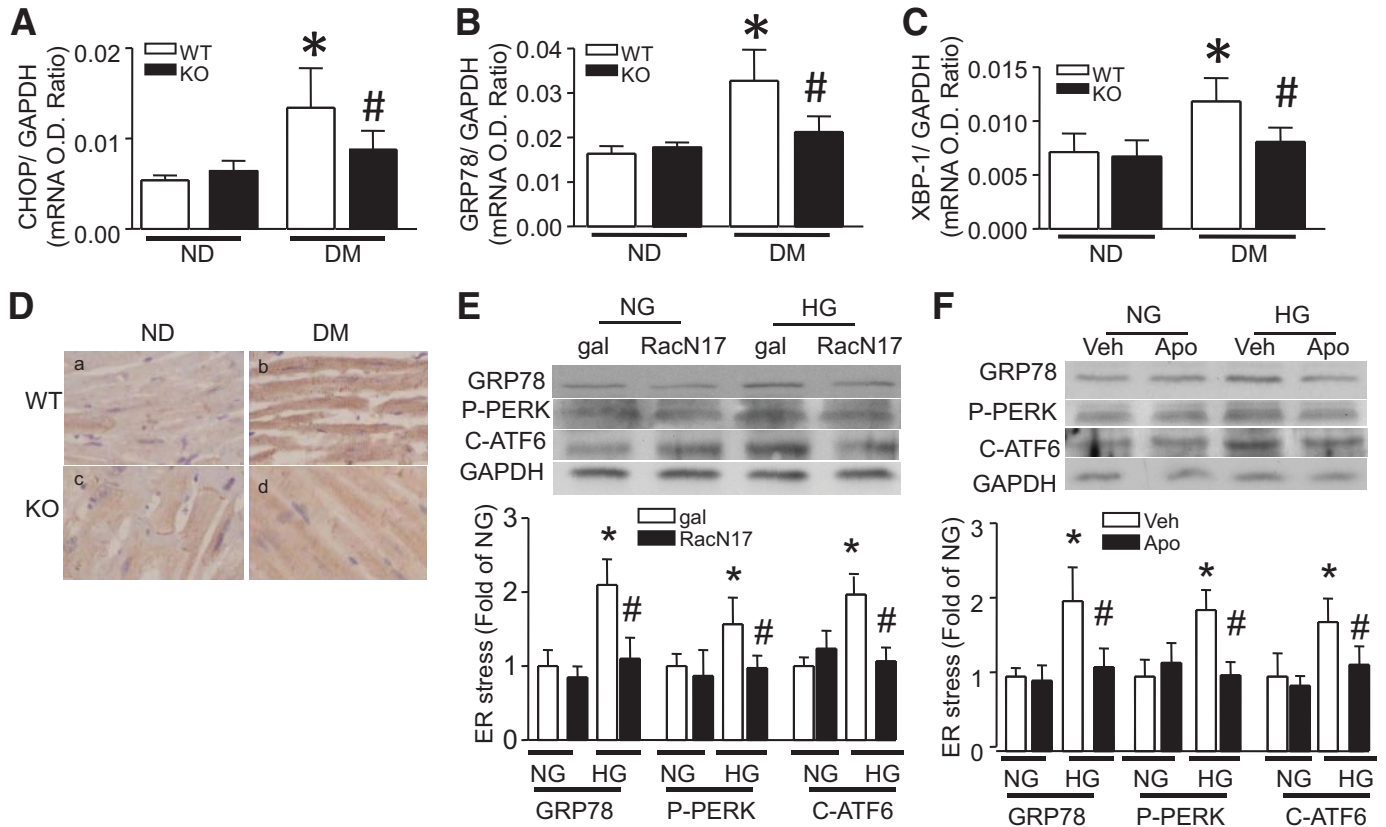 A
CHOP/ GAPDH
(mRNA O.D. Ratio)
0.02
0.01
0.00
WT
KO
*
#
ND DM
B
GRP78/ GAPDH
(mRNA O.D. Ratio)
0.04
0.03
0.02
0.01
0.00
WT
KO
*
#
ND DM
C
XBP-1/ GAPDH
(mRNA O.D. Ratio)
0.015
0.010
0.005
0.000
WT
KO
*
#
ND DM
D
ND DM
WT
KO
a
b
c
d
E
NG HG
gal RacN17 gal RacN17
GRP78
P-PERK
C-ATF6
GAPDH
ER stress (Fold of NG)
3
2
1
0
gal
RacN17
* # * # * #
NG HG NG HG NG HG
GRP78 P-PERK C-ATF6
F
NG HG
Veh Apo Veh Apo
GRP78
P-PERK
C-ATF6
GAPDH
ER stress (Fold of NG)
3
2
1
0
Veh
Apo
* # * # * #
NG HG NG HG NG HG
GRP78 P-PERK C-ATF6